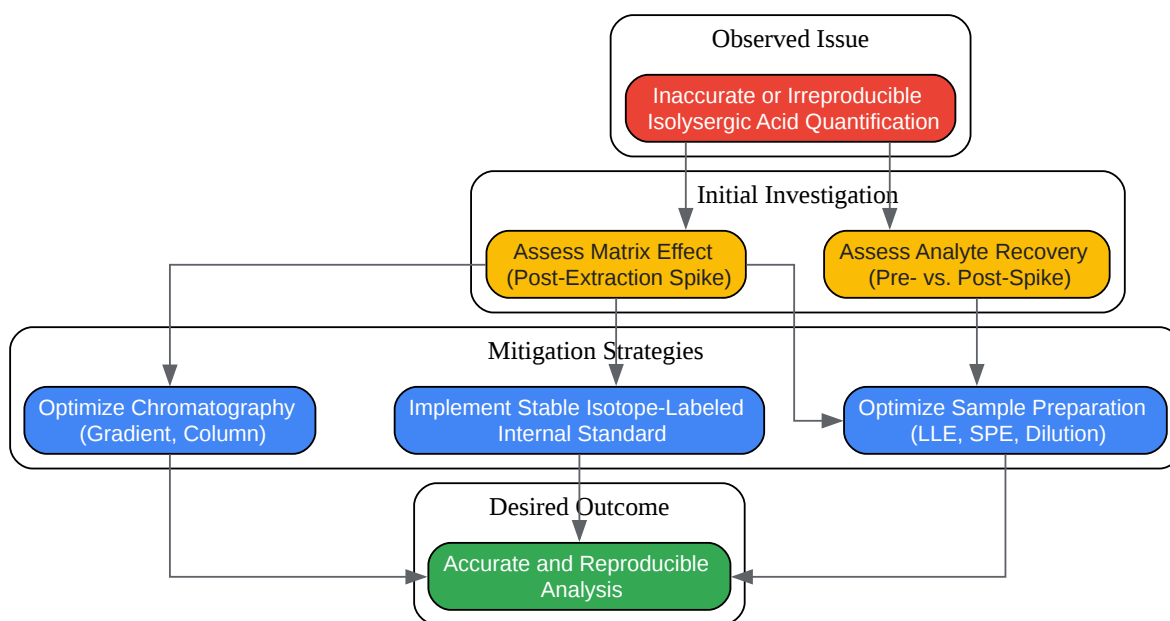 Observed Issue
Inaccurate or Irreproducible
Isolysergic Acid Quantification
Initial Investigation
Assess Matrix Effect
(Post-Extraction Spike)
Assess Analyte Recovery
(Pre- vs. Post-Spike)
Mitigation Strategies
Optimize Chromatography
(Gradient, Column)
Implement Stable Isotope-Labeled
Internal Standard
Optimize Sample Preparation
(LLE, SPE, Dilution)
Desired Outcome
Accurate and Reproducible
Analysis